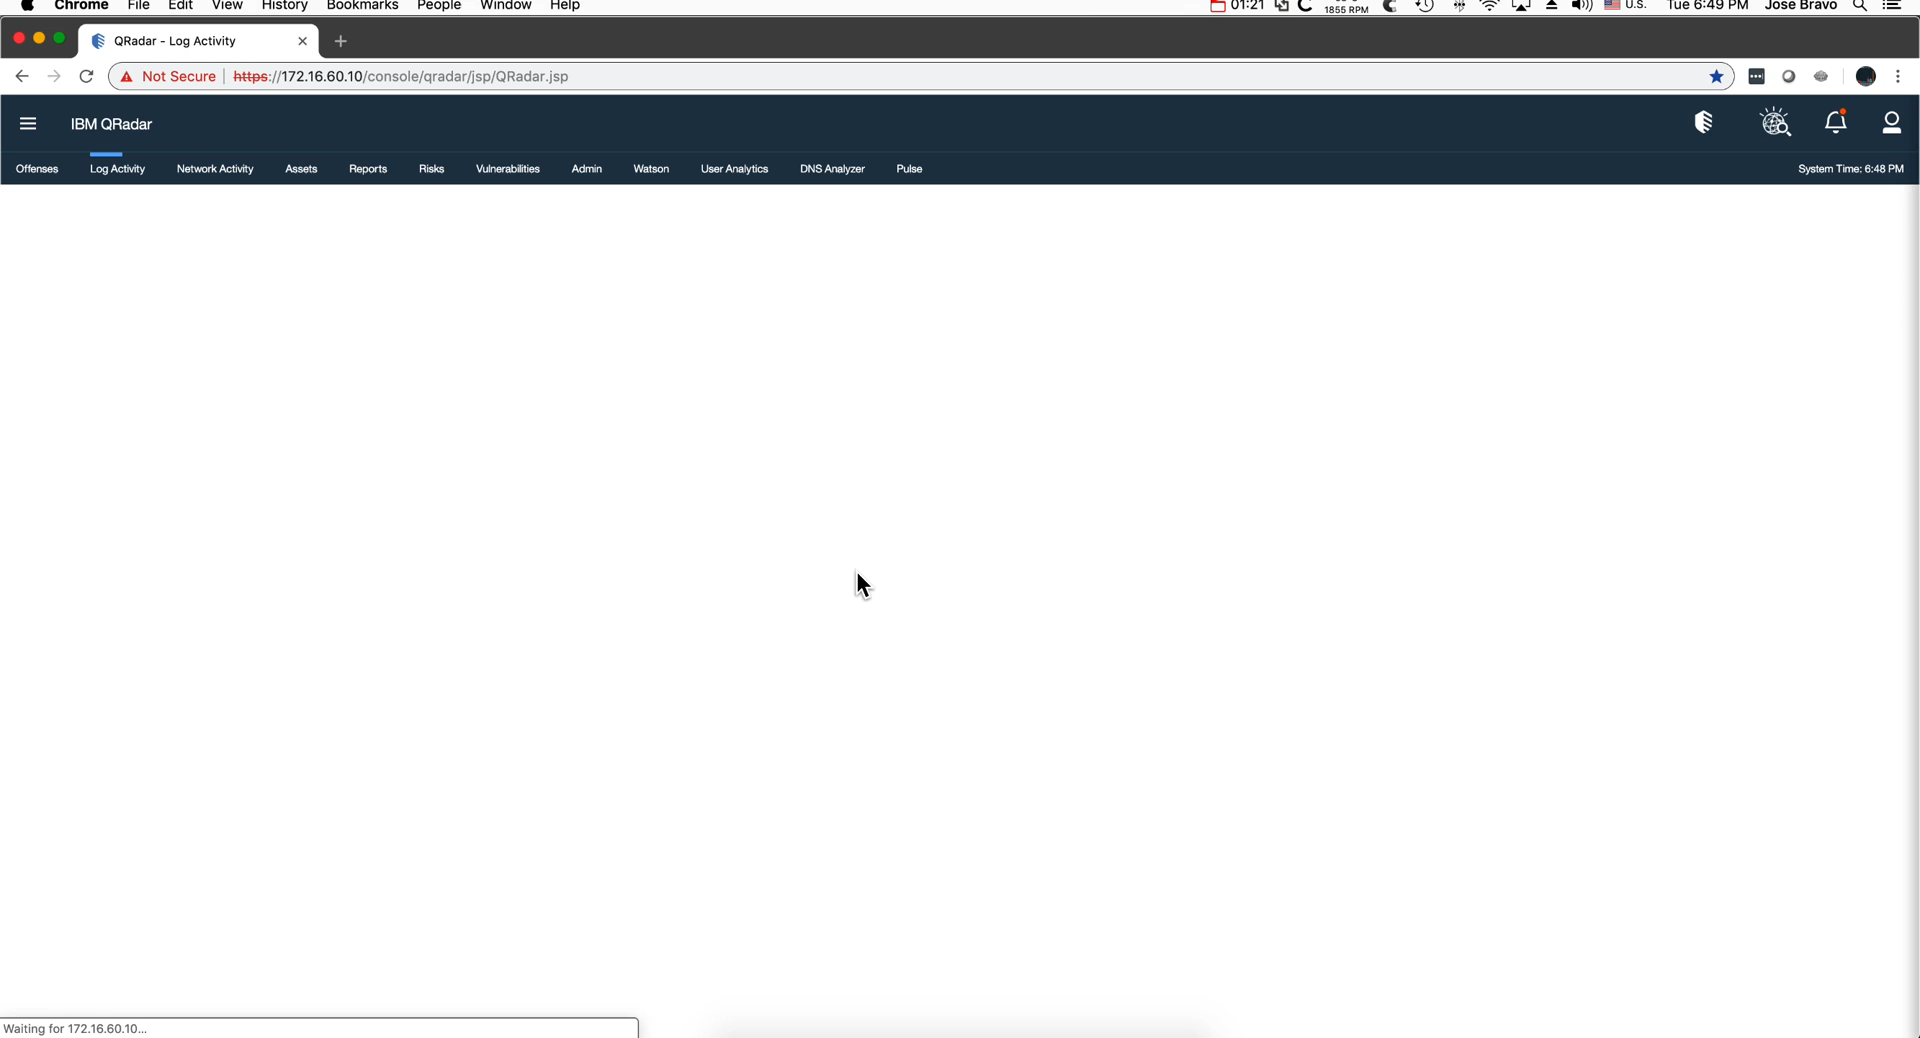 Chrome File Edit View History Bookmarks People Window Help 01:21 1855 RPM U.S. Tue 6:49 PM Jose Bravo
QRadar - Log Activity
Not Secure https://172.16.60.10/console/qradar/jsp/QRadar.jsp
IBM QRadar
Offenses Log Activity Network Activity Assets Reports Risks Vulnerabilities Admin Watson User Analytics DNS Analyzer Pulse System Time: 6:48 PM
Waiting for 172.16.60.10...